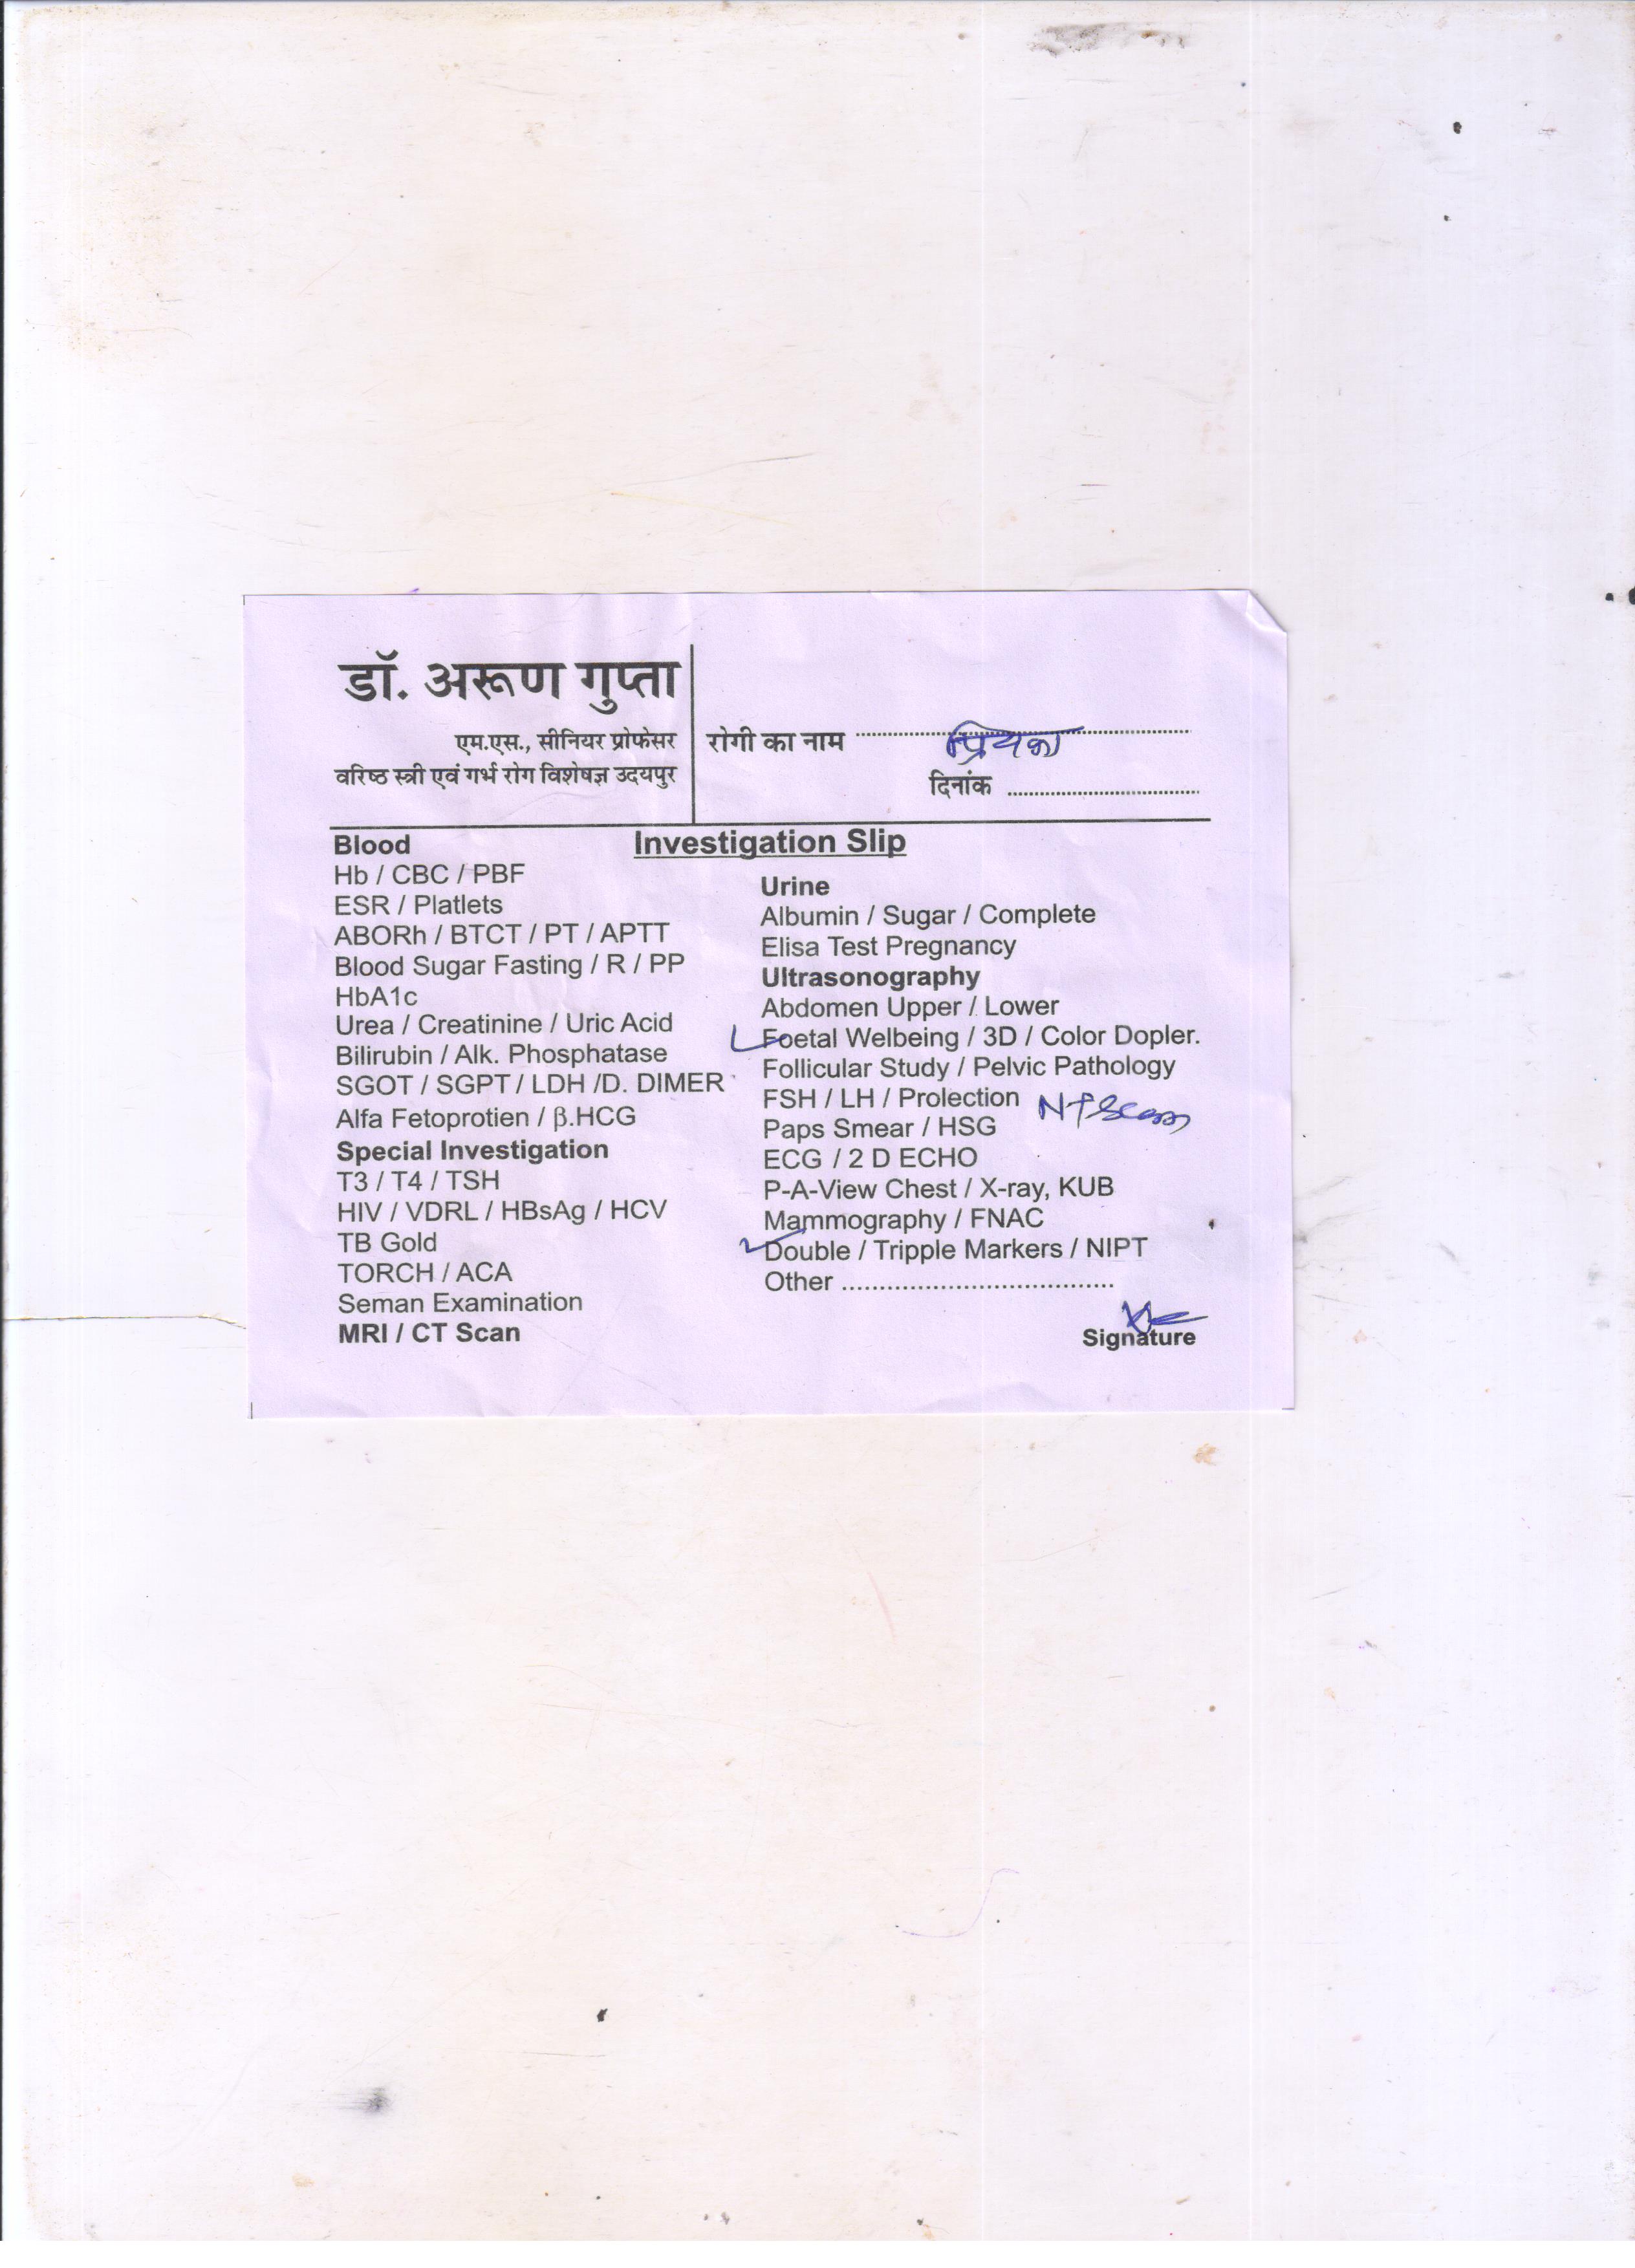 डॉ. अरूण गुप्ता
एम.एस., सीनियर प्रोफेसर
वरिष्ठ स्त्री एवं गर्भ रोग विशेषज्ञ उदयपुर
रोगी का नाम प्रियंका
दिनांक
Investigation Slip
Blood
Hb / CBC / PBF
ESR / Platlets
ABORh / BTCT / PT / APTT
Blood Sugar Fasting / R / PP
HbA1c
Urea / Creatinine / Uric Acid
Bilirubin / Alk. Phosphatase
SGOT / SGPT / LDH /D. DIMER
Alfa Fetoprotien / β.HCG
Special Investigation
T3 / T4 / TSH
HIV / VDRL / HBsAg / HCV
TB Gold
TORCH / ACA
Seman Examination
MRI / CT Scan
Urine
Albumin / Sugar / Complete
Elisa Test Pregnancy
Ultrasonography
Abdomen Upper / Lower
Foetal Welbeing / 3D / Color Dopler.
Follicular Study / Pelvic Pathology
FSH / LH / Prolection
NT Scan
Paps Smear / HSG
ECG / 2 D ECHO
P-A-View Chest / X-ray, KUB
Mammography / FNAC
Double / Tripple Markers / NIPT
Other ..................................
Signature